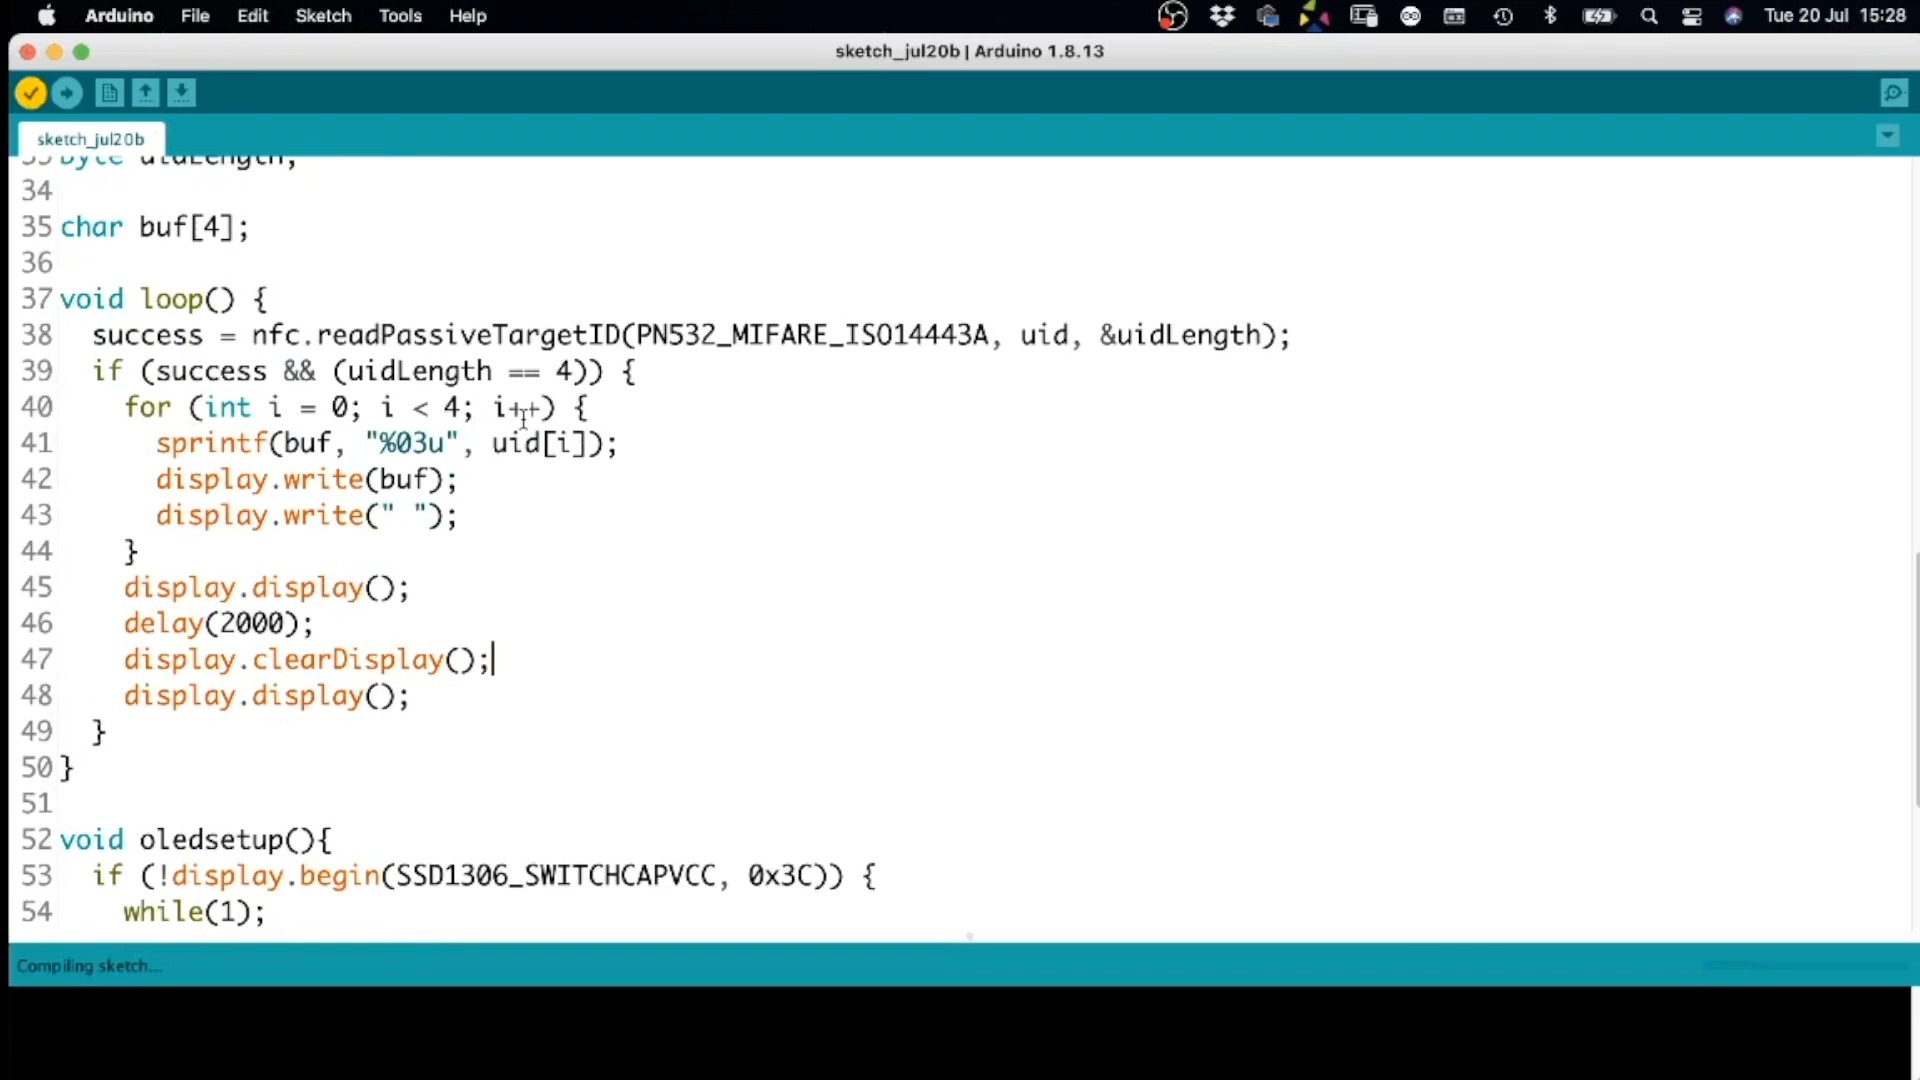 Arduino File Edit Sketch Tools Help Tue 20 Jul 15:28
sketch_jul20b | Arduino 1.8.13
sketch_jul20b
33 byte uidLength;
34
35 char buf[4];
36
37 void loop() {
38 success = nfc.readPassiveTargetID(PN532_MIFARE_ISO14443A, uid, &uidLength);
39 if (success && (uidLength == 4)) {
40 for (int i = 0; i < 4; i++) {
41 sprintf(buf, "%03u", uid[i]);
42 display.write(buf);
43 display.write(" ");
44 }
45 display.display();
46 delay(2000);
47 display.clearDisplay();
48 display.display();
49 }
50 }
51
52 void oledsetup(){
53 if (!display.begin(SSD1306_SWITCHCAPVCC, 0x3C)) {
54 while(1);
Compiling sketch...